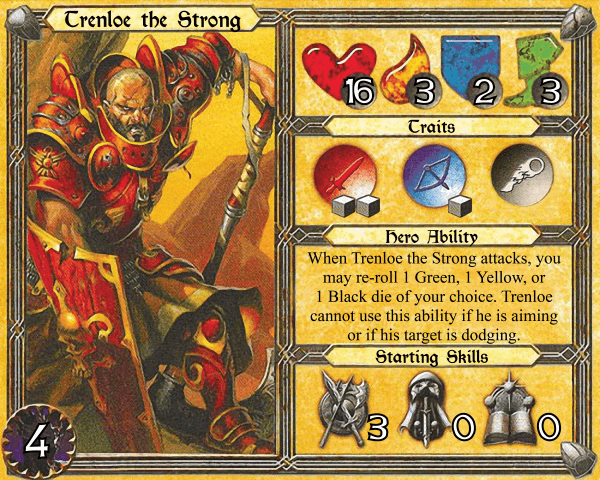 Trenloe the Strong
16 3 2 3
Traits
Hero Ability
When Trenloe the Strong attacks, you
may re-roll 1 Green, 1 Yellow, or
1 Black die of your choice. Trenloe
cannot use this ability if he is aiming
or if his target is dodging.
Starting Skills
3 0 0
4